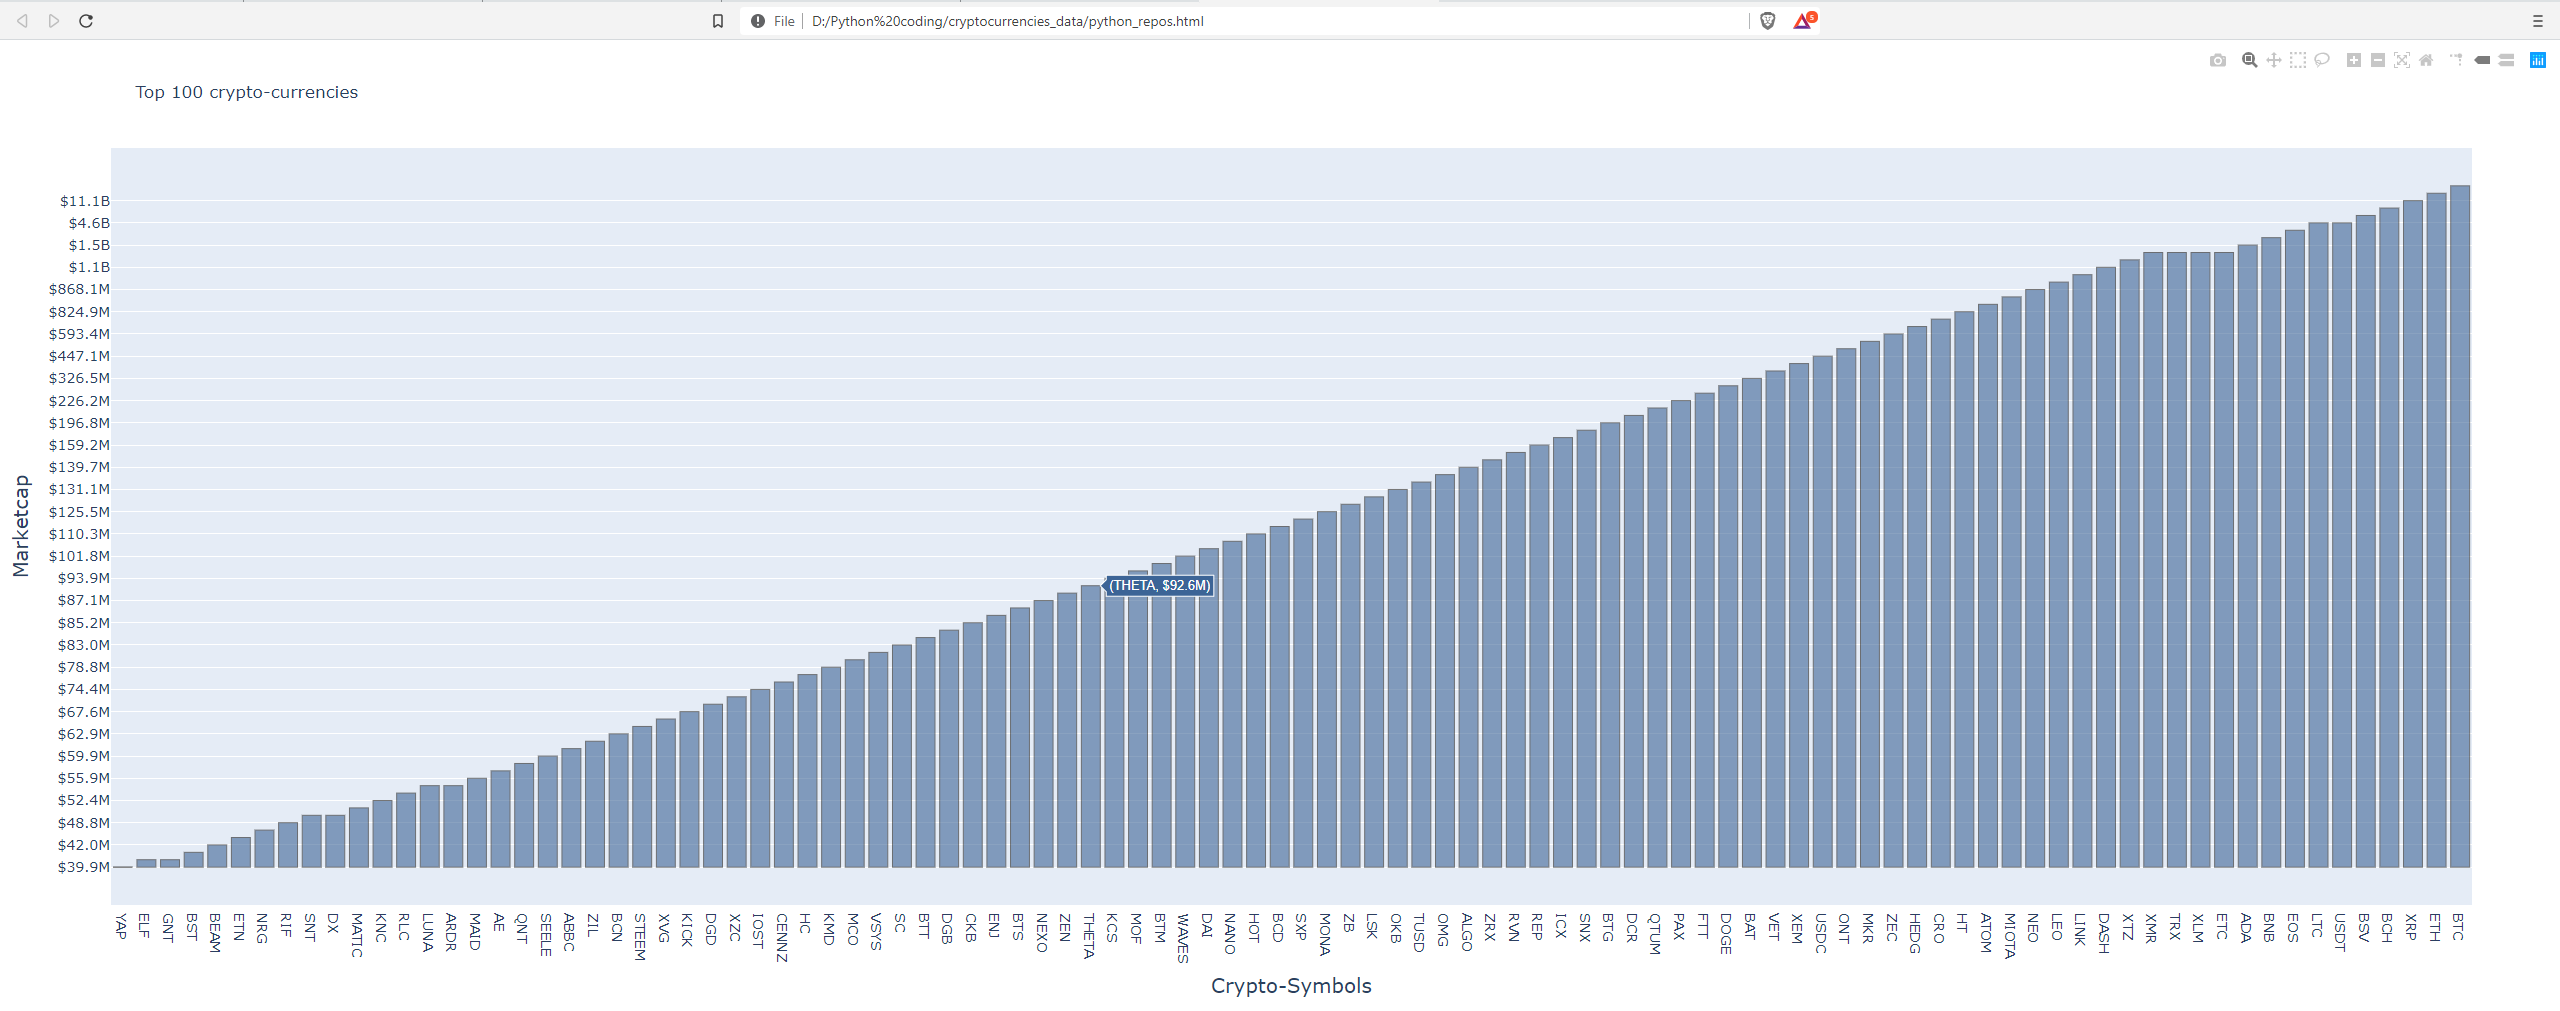 File D:/Python%20coding/cryptocurrencies_data/python_repos.html
5
Top 100 crypto-currencies
$11.1B
$4.6B
$1.5B
$1.1B
$868.1M
$824.9M
$593.4M
$447.1M
$326.5M
$226.2M
$196.8M
$159.2M
$139.7M
$131.1M
$125.5M
$110.3M
$101.8M
$93.9M
$87.1M
$85.2M
$83.0M
$78.8M
$74.4M
$67.6M
$62.9M
$59.9M
$55.9M
$52.4M
$48.8M
$42.0M
$39.9M
Marketcap
(THETA, $92.6M)
YAP ELF GNT BST BEAM ETN NRG RIF SNT DX MATIC KNC RLC LUNA ARDR MAID AE QNT SEELE ABBC ZIL BCN STEEM XVG KICK DGD XZC IOST CENNZ HC KMD MCO VSYS SC BTT DGB CKB ENJ BTS NEXO ZEN THETA KCS MOF BTM WAVES DAI NANO HOT BCD SXP MONA ZB LSK OKB TUSD OMG ALGO ZRX RVN REP ICX SNX BTG DCR QTUM PAX FTT DOGE BAT VET XEM USDC ONT MKR ZEC HEDG CRO HT ATOM MIOTA NEO LEO LINK DASH XTZ XMR TRX XLM ETC ADA BNB EOS LTC USDT BSV BCH XRP ETH BTC
Crypto-Symbols